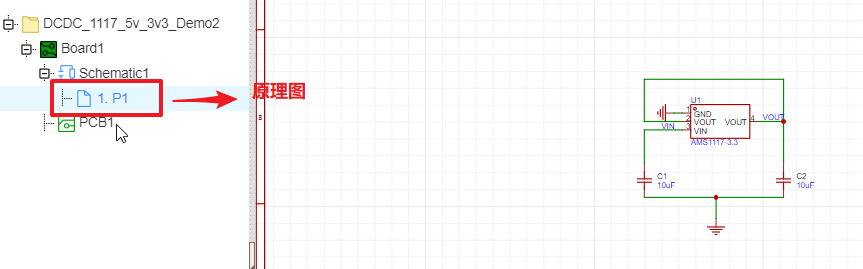 DCDC_1117_5v_3v3_Demo2
Board1
Schematic1
1. P1
PCB1
原理图
B
U1
1
GND
2
VOUT
VOUT
4
VOUT
VIN
3
VIN
AMS1117-3.3
C1
10uF
C2
10uF